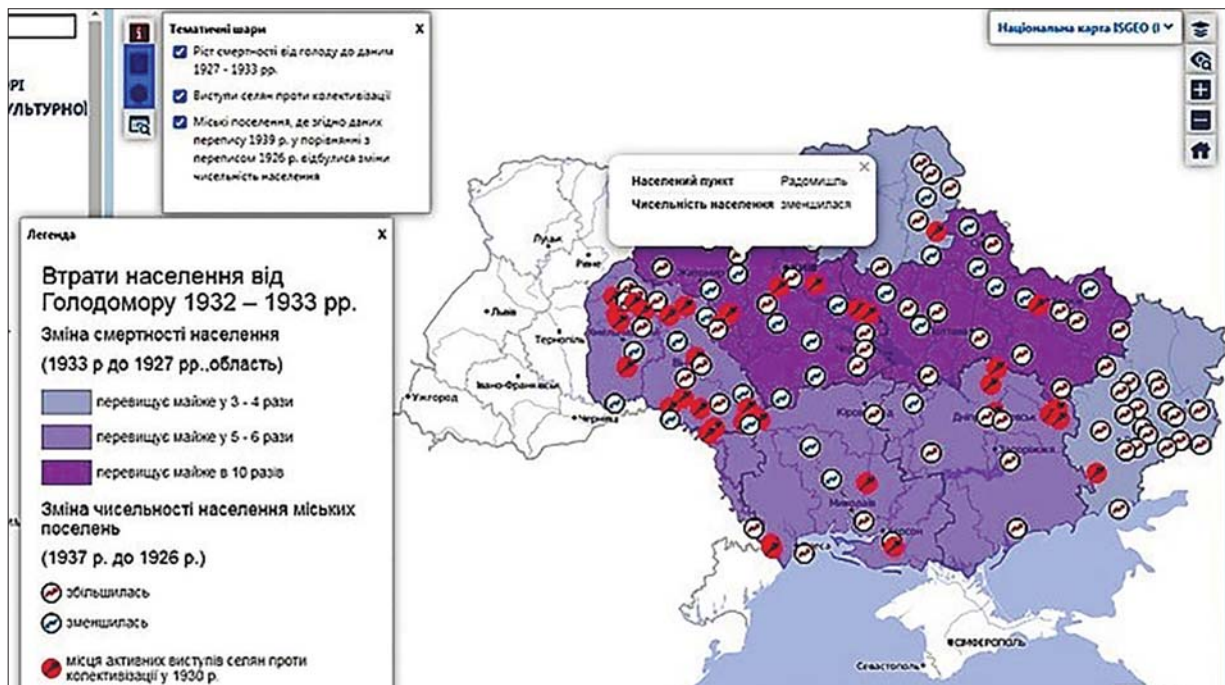 Тематичні шари
X
Ріст смертності від голоду до даним
1927 - 1933 рр.
Виступи селян проти колективізації
Міські поселення, де згідно даних
перепису 1939 р. у порівнянні з
переписом 1926 р. відбулися зміни
чисельність населення
Національна карта ISGEO (І
РІ
УЛЬТУРНОЇ
Населений пункт Радомишль
Чисельність населення зменшилася
Легенда
X
Втрати населення від
Голодомору 1932 – 1933 рр.
Зміна смертності населення
(1933 р до 1927 рр.,область)
перевищує майже у 3 - 4 рази
перевищує майже у 5 - 6 рази
перевищує майже в 10 разів
Зміна чисельності населення міських
поселень
(1937 р. до 1926 р.)
збільшилась
зменшилась
місця активних виступів селян проти
колективізації у 1930 р.
Луцьк
Рівне
Житомир
Львів
Тернопіль
Івано-Франківськ
Ужгород
Запоріжжя
Миколаїв
СІМФЕРОПОЛЬ
Севастополь